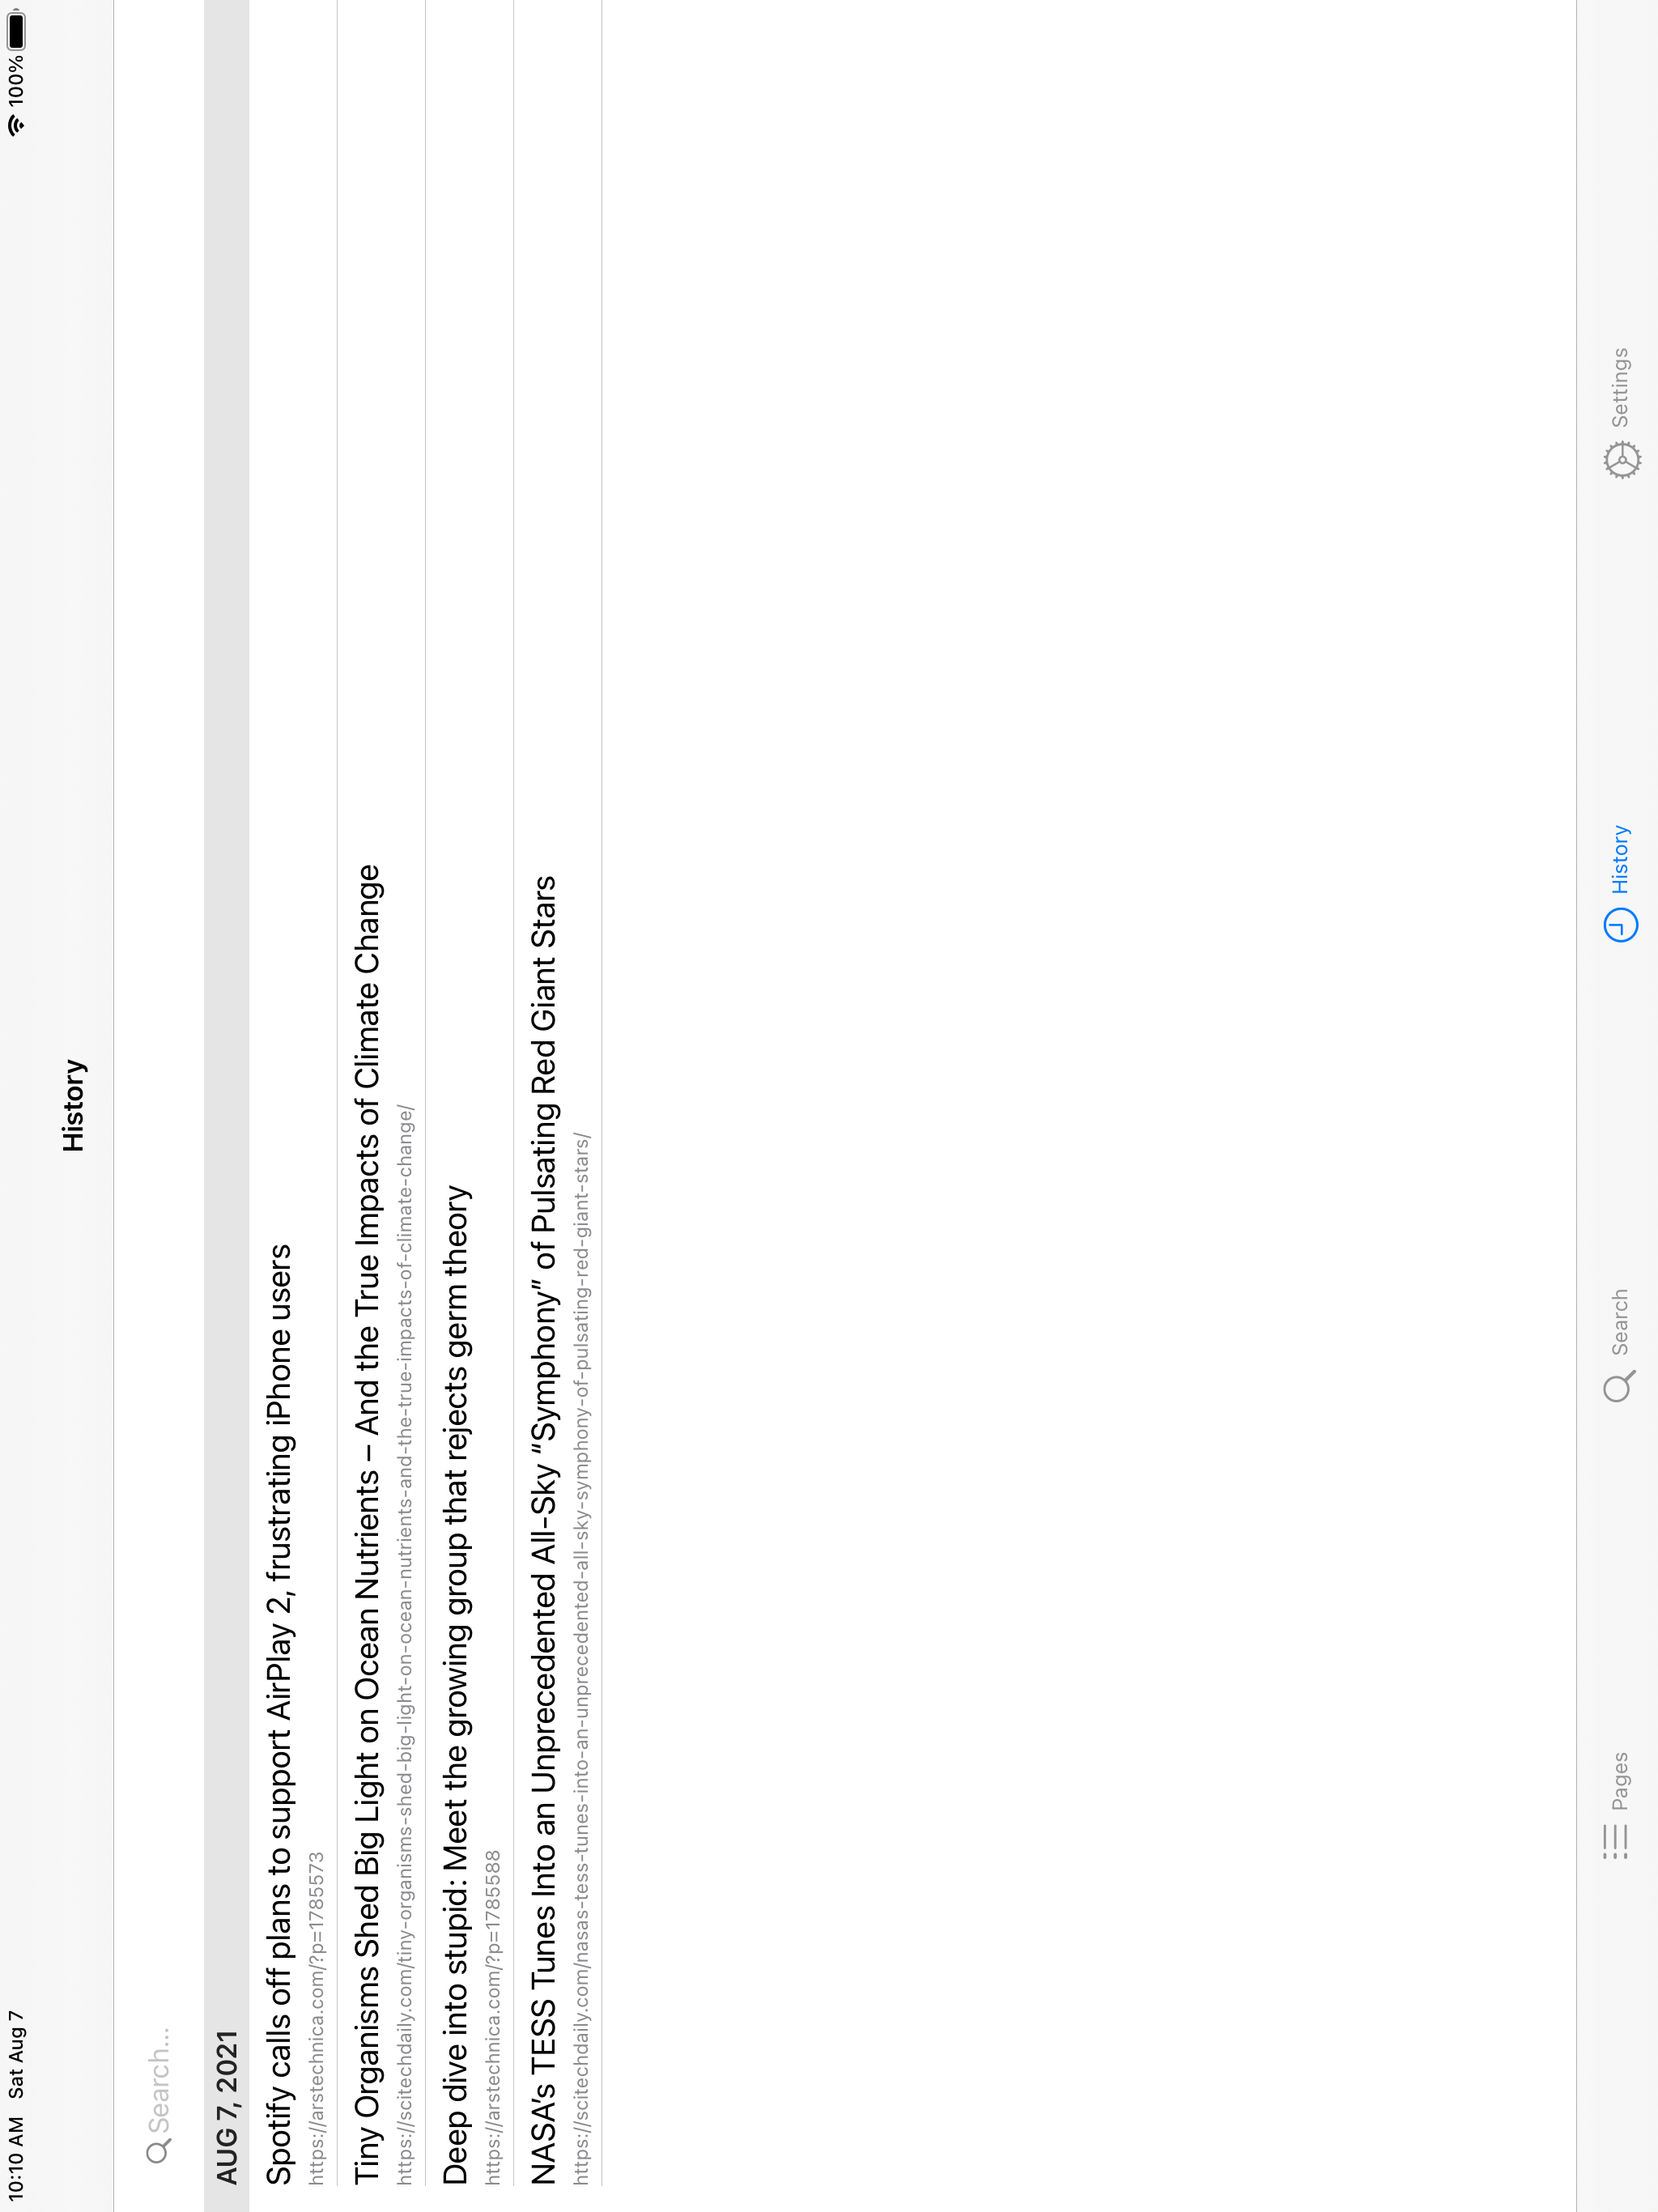 10:10 AM Sat Aug 7
100%
History
Search...
AUG 7, 2021
Spotify calls off plans to support AirPlay 2, frustrating iPhone users
https://arstechnica.com/?p=1785573
Tiny Organisms Shed Big Light on Ocean Nutrients – And the True Impacts of Climate Change
https://scitechdaily.com/tiny-organisms-shed-big-light-on-ocean-nutrients-and-the-true-impacts-of-climate-change/
Deep dive into stupid: Meet the growing group that rejects germ theory
https://arstechnica.com/?p=1785588
NASA's TESS Tunes Into an Unprecedented All-Sky “Symphony” of Pulsating Red Giant Stars
https://scitechdaily.com/nasas-tess-tunes-into-an-unprecedented-all-sky-symphony-of-pulsating-red-giant-stars/
Pages
Search
History
Settings